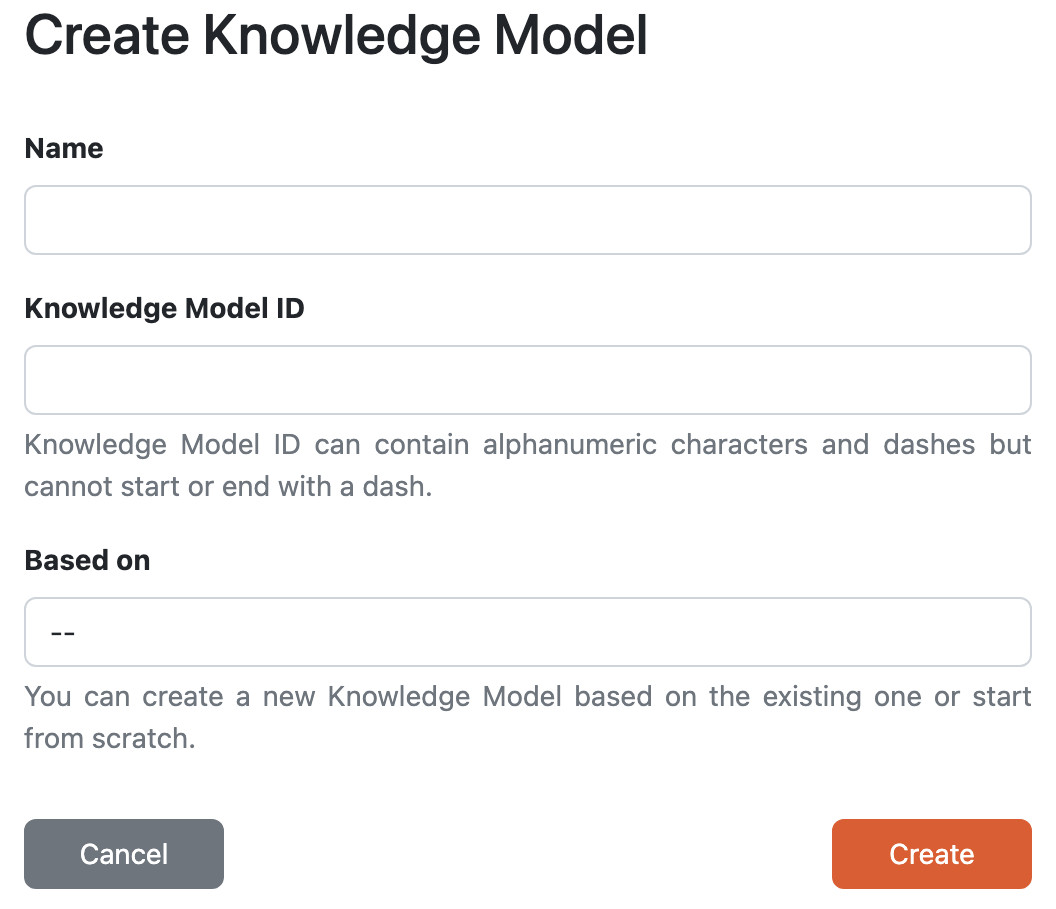 Create Knowledge Model
Name
Knowledge Model ID
Knowledge Model ID can contain alphanumeric characters and dashes but
cannot start or end with a dash.
Based on
--
You can create a new Knowledge Model based on the existing one or start
from scratch.
Cancel
Create